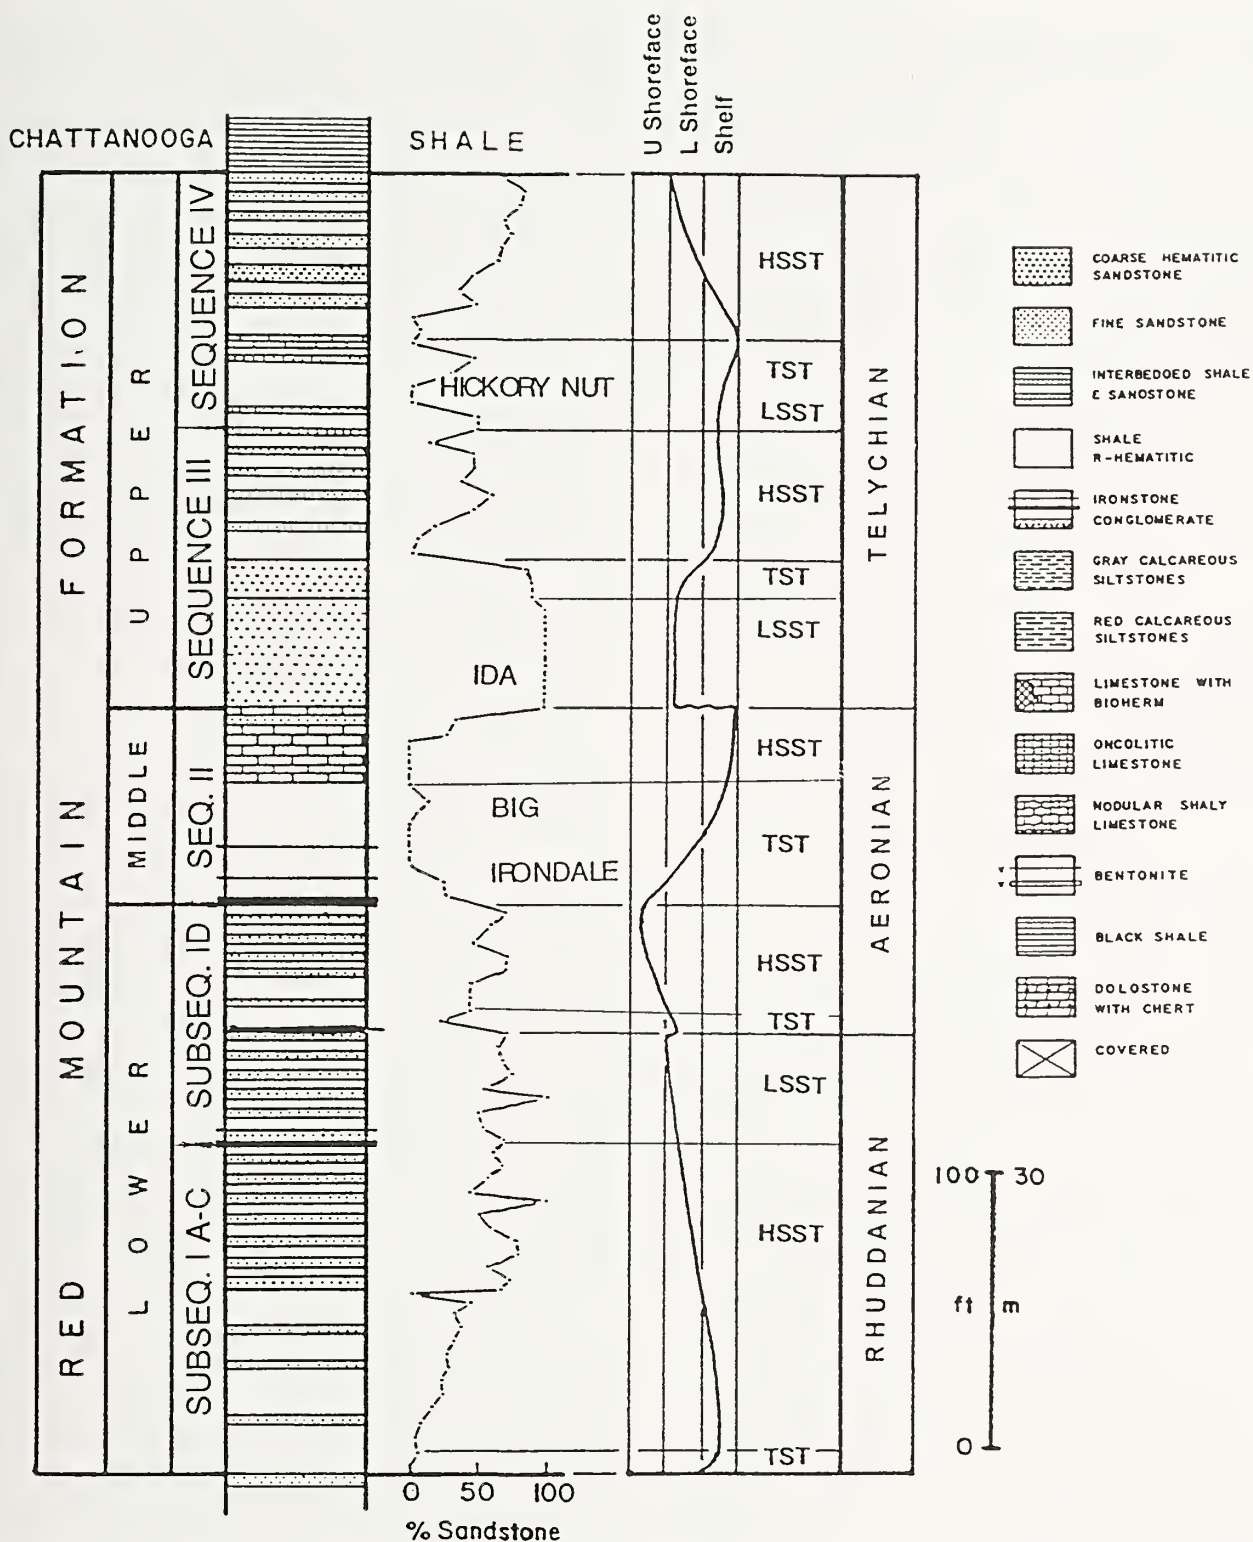 U Shoreface
L Shoreface
Shelf
CHATTANOOGA SHALE
RED MOUNTAIN FORMATION
UPPER
MIDDLE
LOWER
SEQUENCE IV
SEQUENCE III
SEQ. II
SUBSEQ. ID
SUBSEQ. I A-C
HICKORY NUT
IDA
BIG
IRONDALE
HSST
TST
LSST
HSST
TST
LSST
HSST
TST
HSST
TST
LSST
HSST
TST
TELYCHIAN
AERONIAN
RHUDDANIAN
0 50 100
% Sandstone
COARSE HEMATITIC
SANDSTONE
FINE SANDSTONE
INTERBEDOED SHALE
E SANDSTONE
SHALE
R-HEMATITIC
IRONSTONE
CONGLOMERATE
GRAY CALCAREOUS
SILTSTONES
RED CALCAREOUS
SILTSTONES
LIMESTONE WITH
BIOHERM
ONCOLITIC
LIMESTONE
NODULAR SHALY
LIMESTONE
BENTONITE
BLACK SHALE
DOLOSTONE
WITH CHERT
COVERED
100 30
ft m
0